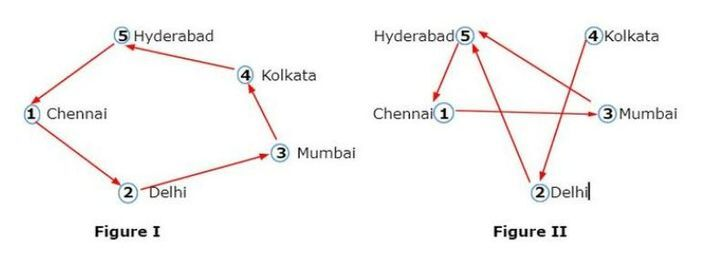 5 Hyderabad
4 Kolkata
1 Chennai
3 Mumbai
2 Delhi
Figure I
Hyderabad 5
4 Kolkata
Chennai 1
3 Mumbai
2 Delhi
Figure II